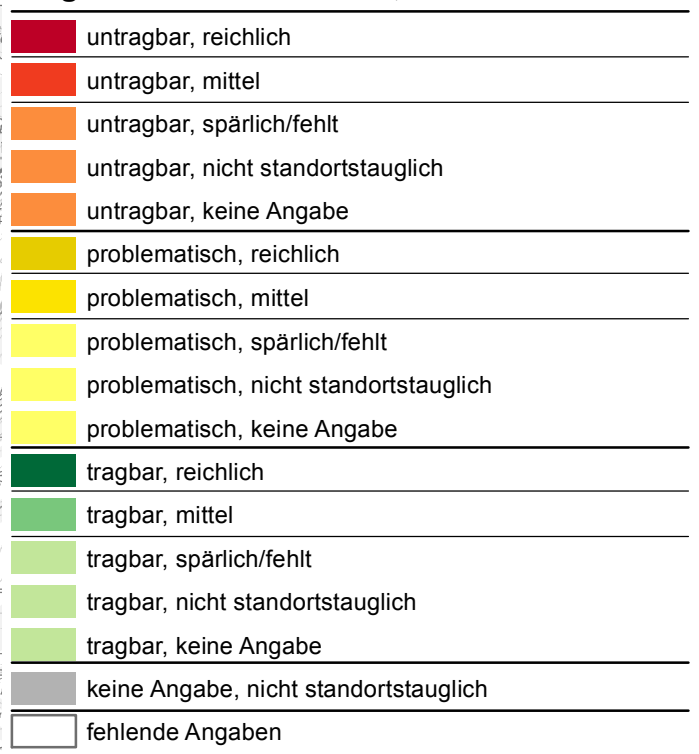 untragbar, reichlich
untragbar, mittel
untragbar, spärlich/fehlt
untragbar, nicht standortstauglich
untragbar, keine Angabe
problematisch, reichlich
problematisch, mittel
problematisch, spärlich/fehlt
problematisch, nicht standortstauglich
problematisch, keine Angabe
tragbar, reichlich
tragbar, mittel
tragbar, spärlich/fehlt
tragbar, nicht standortstauglich
tragbar, keine Angabe
keine Angabe, nicht standortstauglich
fehlende Angaben